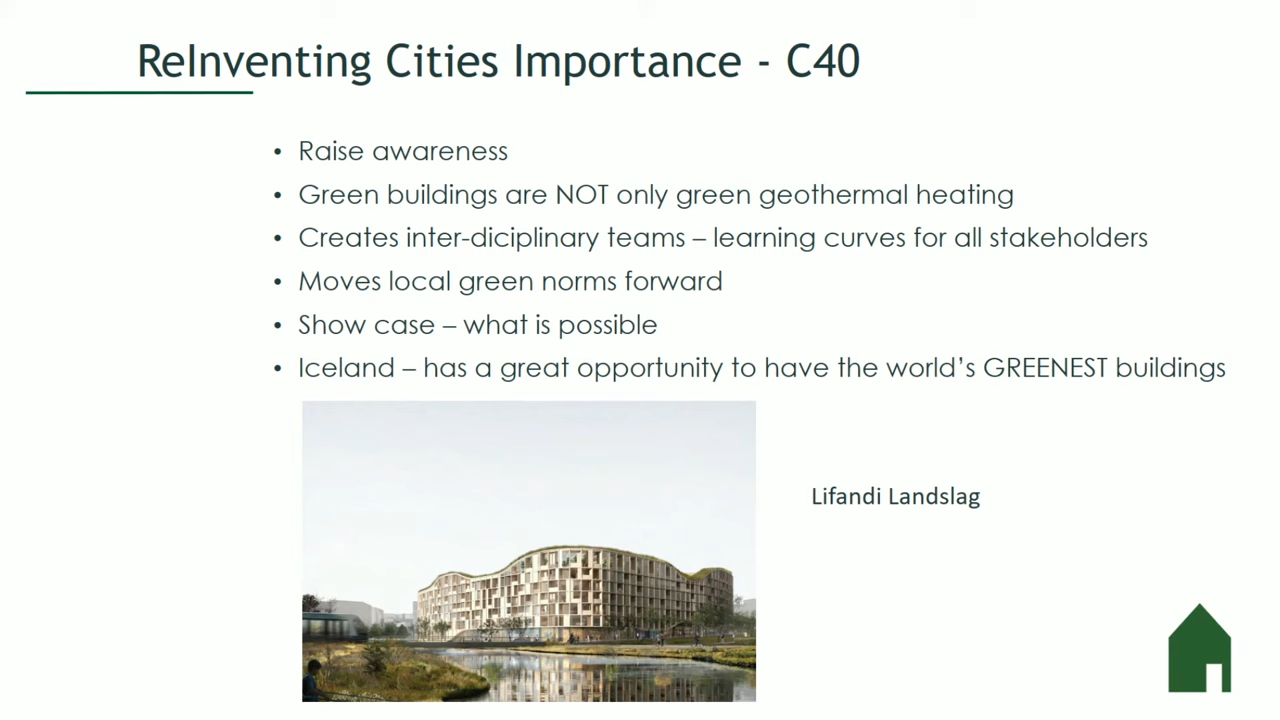 ReInventing Cities Importance - C40
• Raise awareness
• Green buildings are NOT only green geothermal heating
• Creates inter-diciplinary teams – learning curves for all stakeholders
• Moves local green norms forward
• Show case – what is possible
• Iceland – has a great opportunity to have the world’s GREENEST buildings
Lifandi Landslag